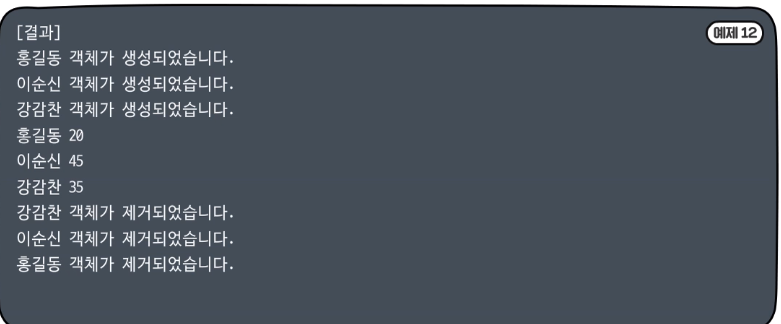 [결과]
예제 12
홍길동 객체가 생성되었습니다.
이순신 객체가 생성되었습니다.
강감찬 객체가 생성되었습니다.
홍길동 20
이순신 45
강감찬 35
강감찬 객체가 제거되었습니다.
이순신 객체가 제거되었습니다.
홍길동 객체가 제거되었습니다.